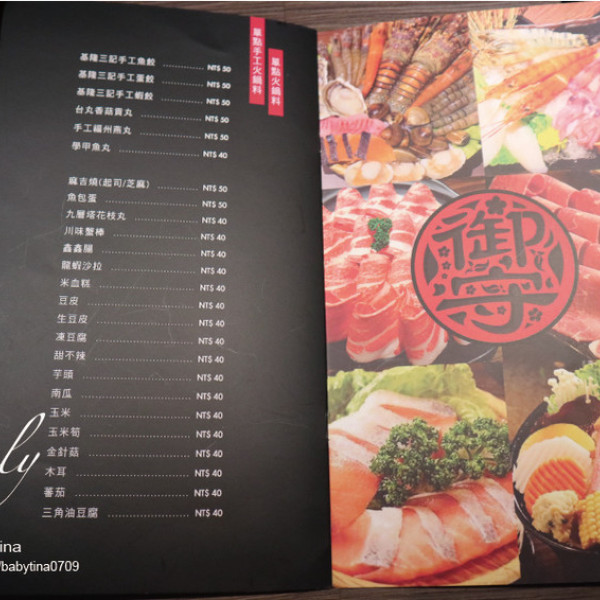 單點手工火鍋料
單點火鍋料
基隆三記手工魚餃 NT$ 50
基隆三記手工蛋餃 NT$ 50
基隆三記手工蝦餃 NT$ 50
台丸香菇貢丸 NT$ 50
手工福州燕丸 NT$ 50
學甲魚丸 NT$ 40
麻吉燒(起司/芝麻) NT$ 50
魚包蛋 NT$ 50
九層塔花枝丸 NT$ 40
川味蟹棒 NT$ 40
鑫鑫腸 NT$ 40
龍蝦沙拉 NT$ 40
米血糕 NT$ 40
豆皮 NT$ 40
生豆皮 NT$ 40
凍豆腐 NT$ 40
甜不辣 NT$ 40
芋頭 NT$ 40
南瓜 NT$ 40
玉米 NT$ 40
玉米筍 NT$ 40
金針菇 NT$ 40
木耳 NT$ 40
蕃茄 NT$ 40
三角油豆腐 NT$ 40
御守
ly
tina
/babytina0709